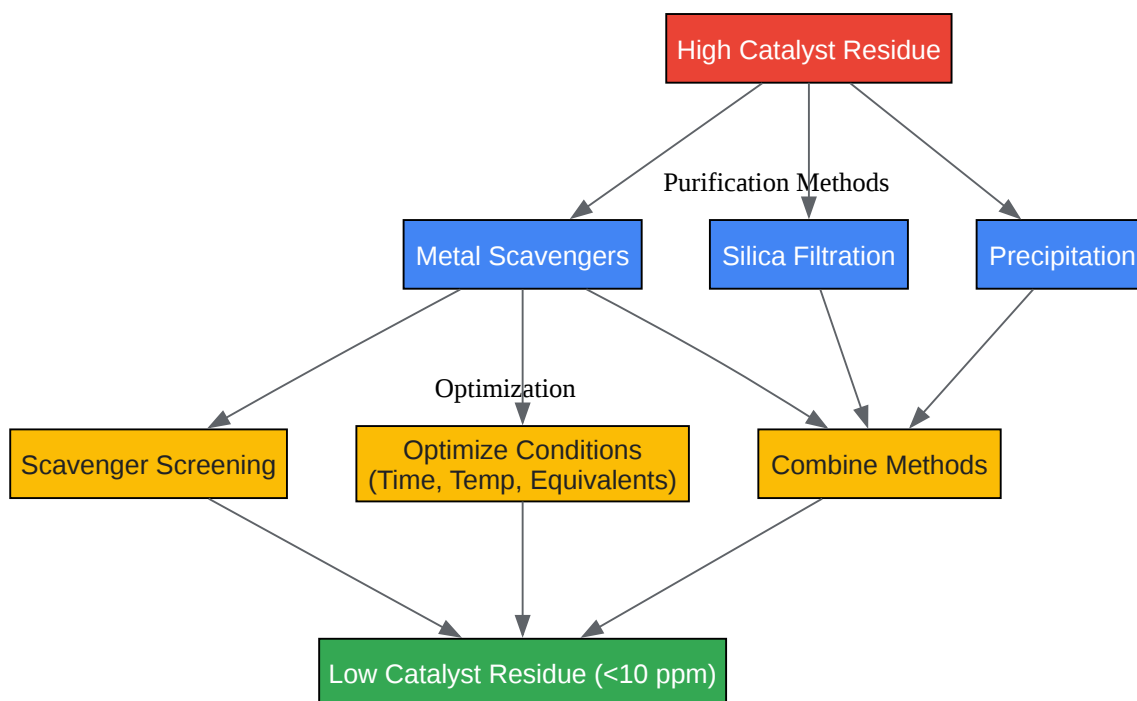 High Catalyst Residue
Purification Methods
Metal Scavengers
Silica Filtration
Precipitation
Optimization
Scavenger Screening
Optimize Conditions
(Time, Temp, Equivalents)
Combine Methods
Low Catalyst Residue (<10 ppm)